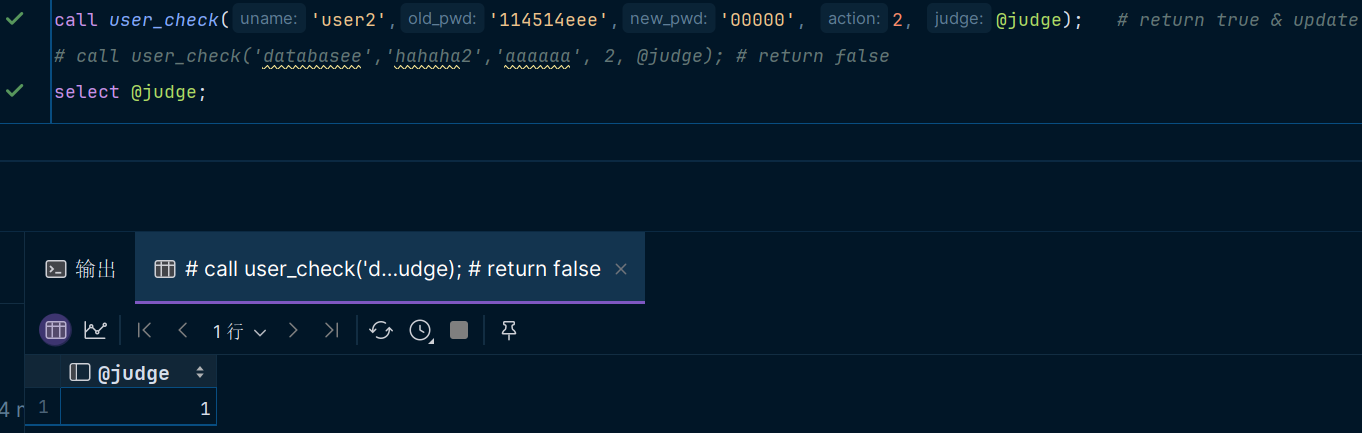 call user_check( uname: 'user2', old_pwd: '114514eee', new_pwd: '00000', action: 2, judge: @judge);   # return true & update
# call user_check('databasee','hahaha2','aaaaaa', 2, @judge); # return false
select @judge;
输出
# call user_check('d...udge); # return false
1 行
@judge
4 r
1
1